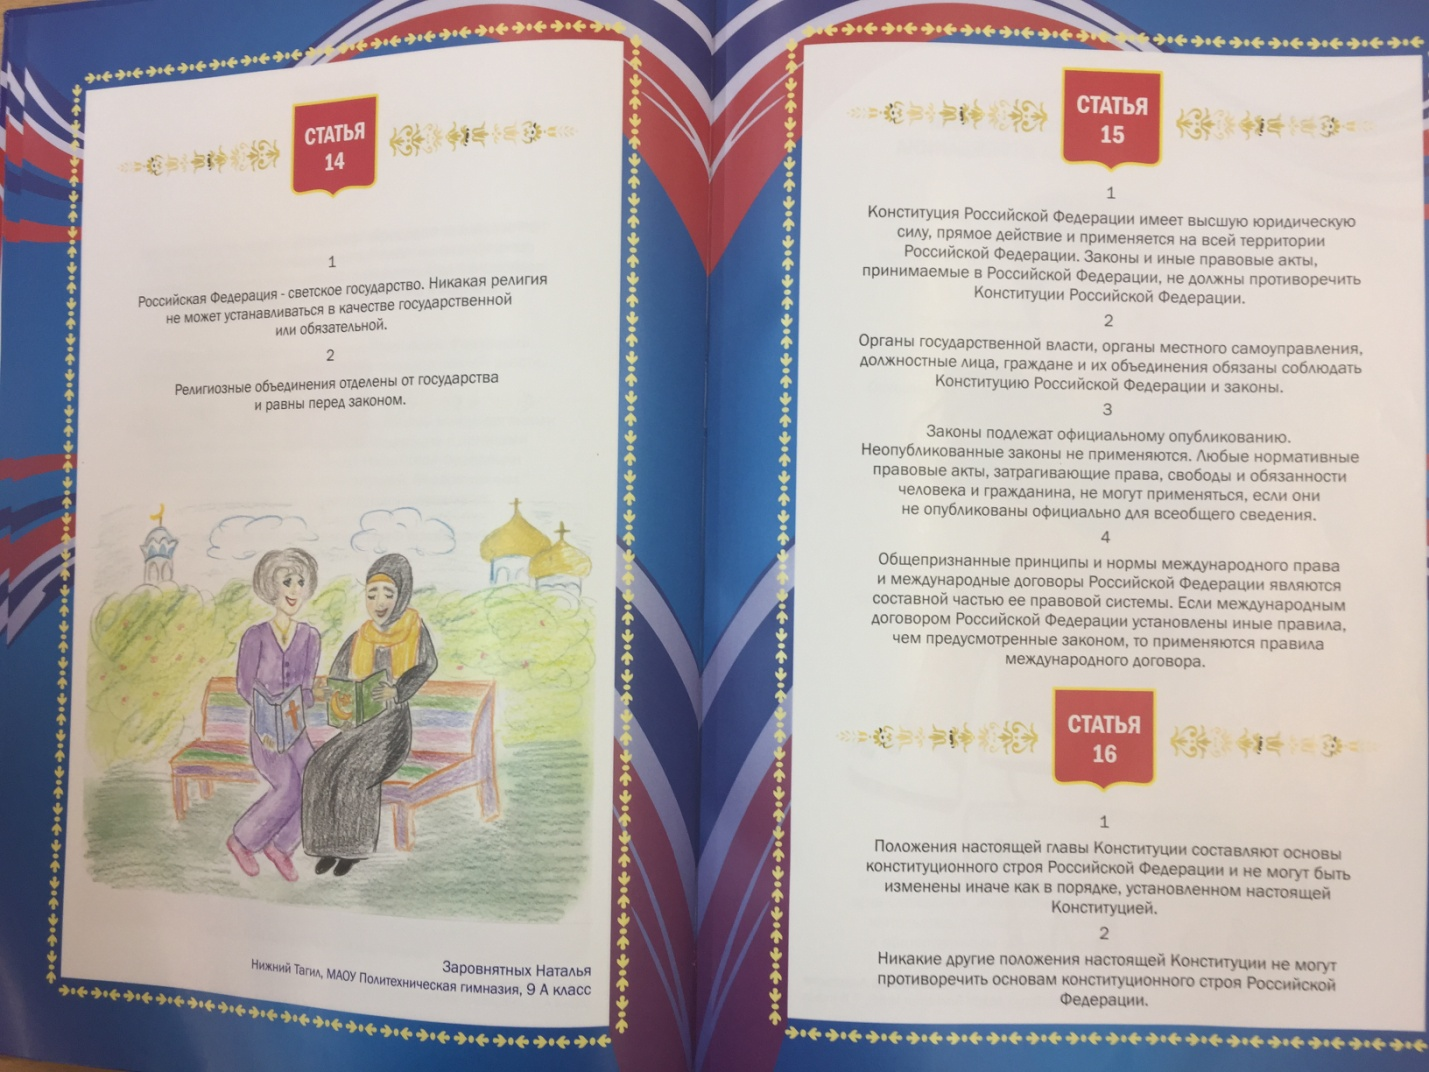 СТАТЬЯ
14
1
Российская Федерация - светское государство. Никакая религия
не может устанавливаться в качестве государственной
или обязательной.
2
Религиозные объединения отделены от государства
и равны перед законом.
Заровнятных Наталья
Нижний Тагил, МАОУ Политехническая гимназия, 9 А класс
СТАТЬЯ
15
1
Конституция Российской Федерации имеет высшую юридическую
силу, прямое действие и применяется на всей территории
Российской Федерации. Законы и иные правовые акты,
принимаемые в Российской Федерации, не должны противоречить
Конституции Российской Федерации.
2
Органы государственной власти, органы местного самоуправления,
должностные лица, граждане и их объединения обязаны соблюдать
Конституцию Российской Федерации и законы.
3
Законы подлежат официальному опубликованию.
Неопубликованные законы не применяются. Любые нормативные
правовые акты, затрагивающие права, свободы и обязанности
человека и гражданина, не могут применяться, если они
не опубликованы официально для всеобщего сведения.
4
Общепризнанные принципы и нормы международного права
и международные договоры Российской Федерации являются
составной частью ее правовой системы. Если международным
договором Российской Федерации установлены иные правила,
чем предусмотренные законом, то применяются правила
международного договора.
СТАТЬЯ
16
1
Положения настоящей главы Конституции составляют основы
конституционного строя Российской Федерации и не могут быть
изменены иначе как в порядке, установленном настоящей
Конституцией.
2
Никакие другие положения настоящей Конституции не могут
противоречить основам конституционного строя Российской
Федерации.